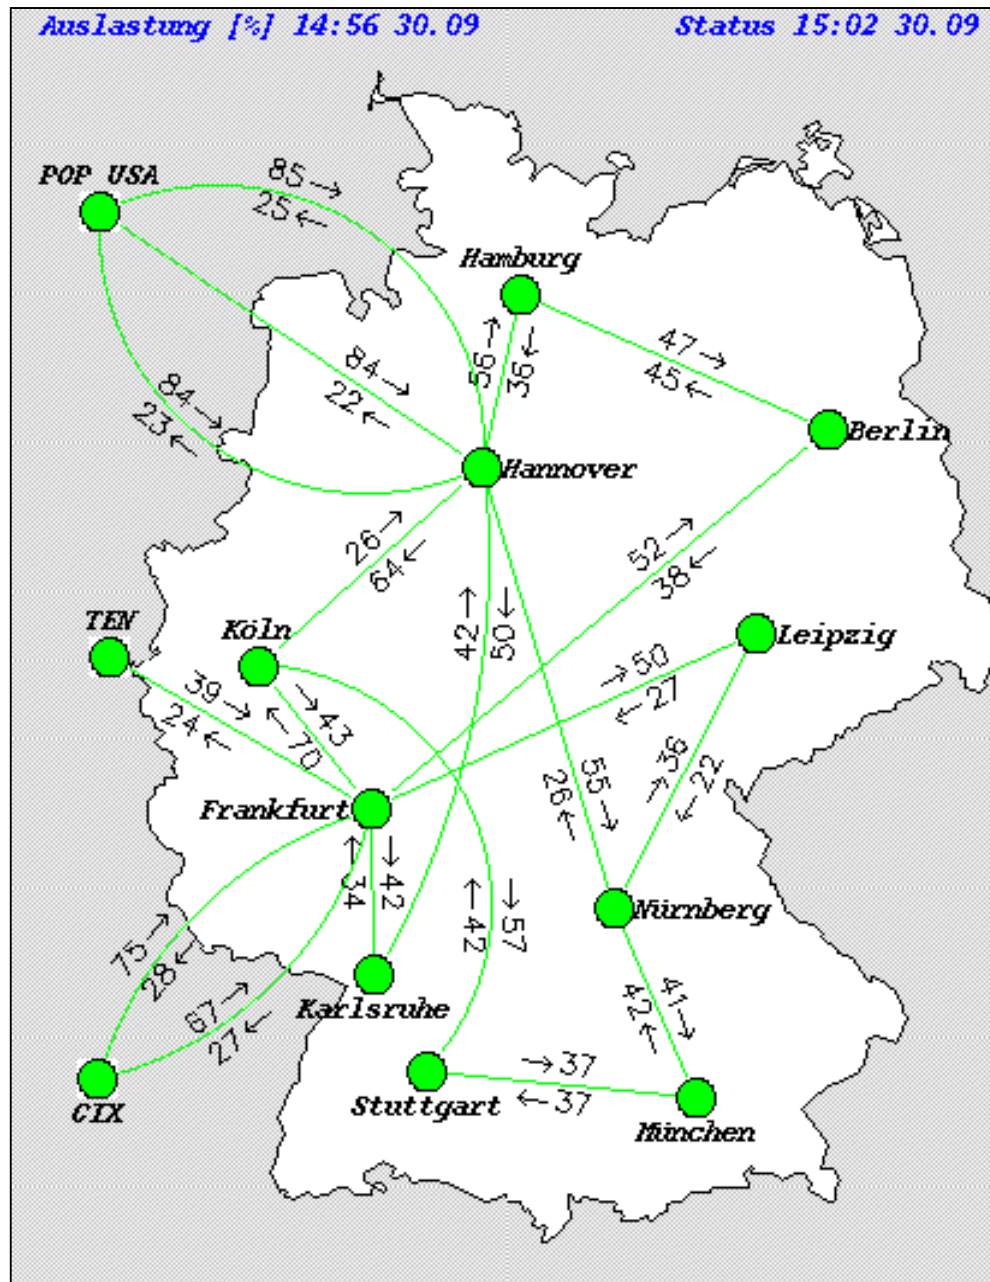 Auslastung [%] 14:56 30.09
Status 15:02 30.09
POP USA
85→
25←
Hamburg
84→
22←
56→
36←
47→
45←
84→
23←
Berlin
Hannover
26→
64←
52→
38←
42→
50←
TEN
Köln
Leipzig
39→
24←
→43
←70
→50
←27
→36
←22
55→
26←
Frankfurt
←34
→42
Nürnberg
→57
←42
75→
28←
Karlsruhe
67→
27←
41→
42←
CIX
Stuttgart
→37
←37
München